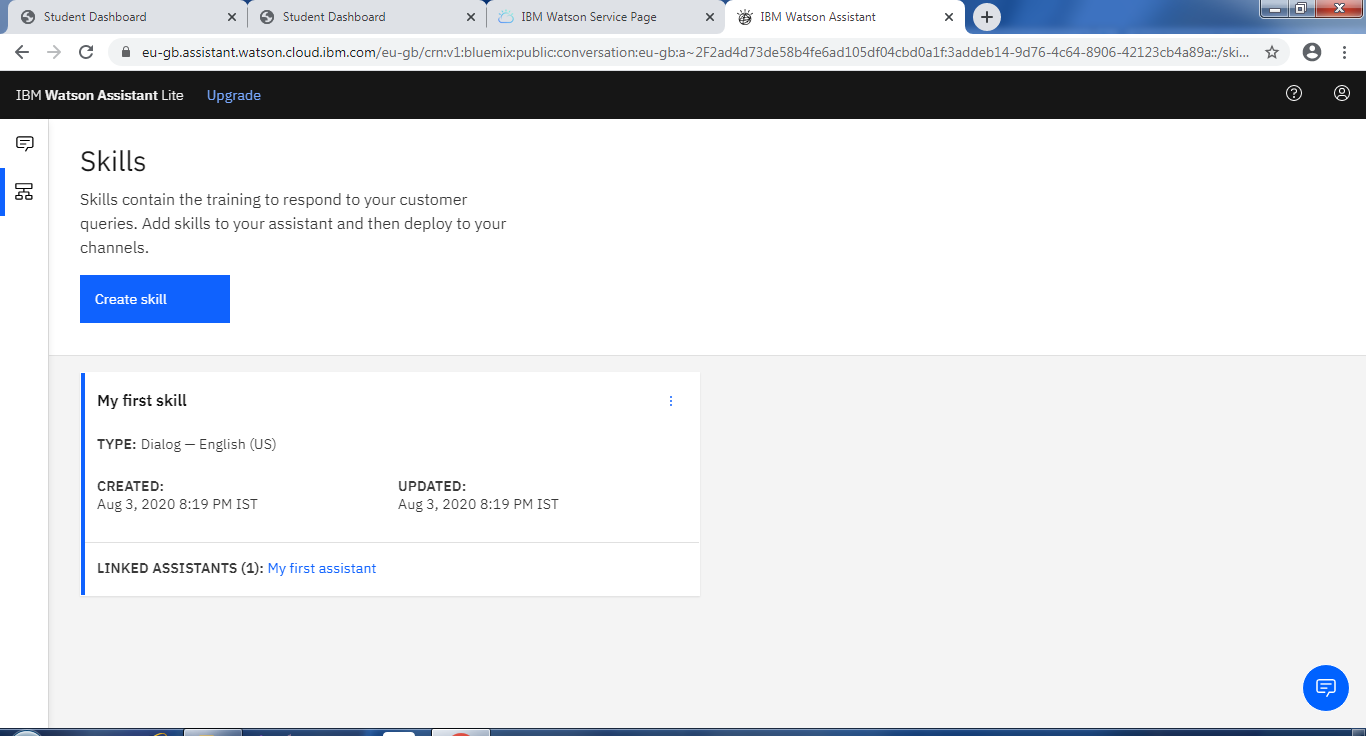 Student Dashboard
Student Dashboard
IBM Watson Service Page
IBM Watson Assistant
eu-gb.assistant.watson.cloud.ibm.com/eu-gb/crn:v1:bluemix:public:conversation:eu-gb:a~2F2ad4d73de58b4fe6ad105df04cbd0a1f:3addeb14-9d76-4c64-8906-42123cb4a89a::/ski...
IBM Watson Assistant Lite Upgrade
Skills
Skills contain the training to respond to your customer
queries. Add skills to your assistant and then deploy to your
channels.
Create skill
My first skill
TYPE: Dialog — English (US)
CREATED:
Aug 3, 2020 8:19 PM IST
UPDATED:
Aug 3, 2020 8:19 PM IST
LINKED ASSISTANTS (1): My first assistant